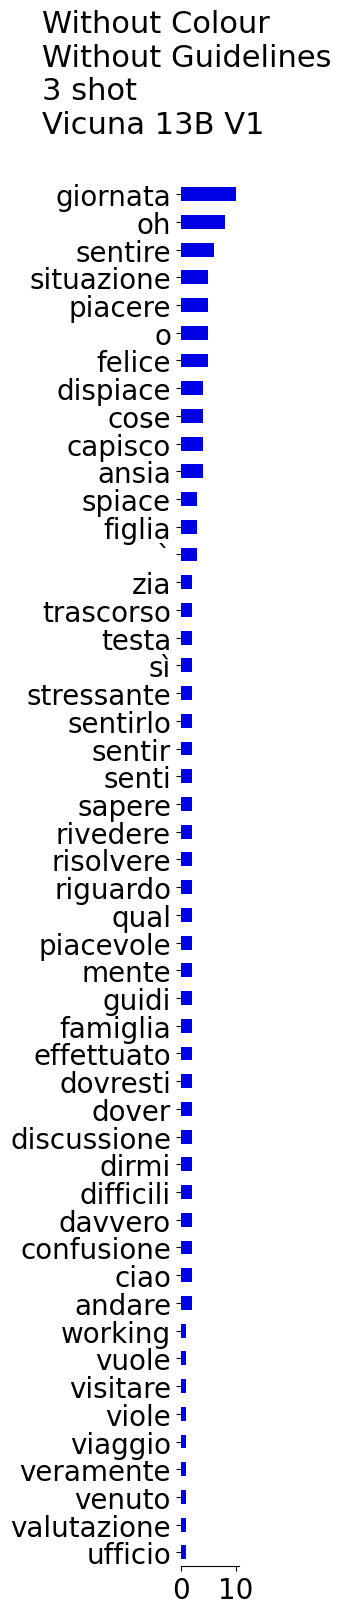 Without Colour
Without Guidelines
3 shot
Vicuna 13B V1
giornata
oh
sentire
situazione
piacere
o
felice
dispiace
cose
capisco
ansia
spiace
figlia
`
zia
trascorso
testa
sì
stressante
sentirlo
sentir
senti
sapere
rivedere
risolvere
riguardo
qual
piacevole
mente
guidi
famiglia
effettuato
dovresti
dover
discussione
dirmi
difficili
davvero
confusione
ciao
andare
working
vuole
visitare
viole
viaggio
veramente
venuto
valutazione
ufficio
0 10